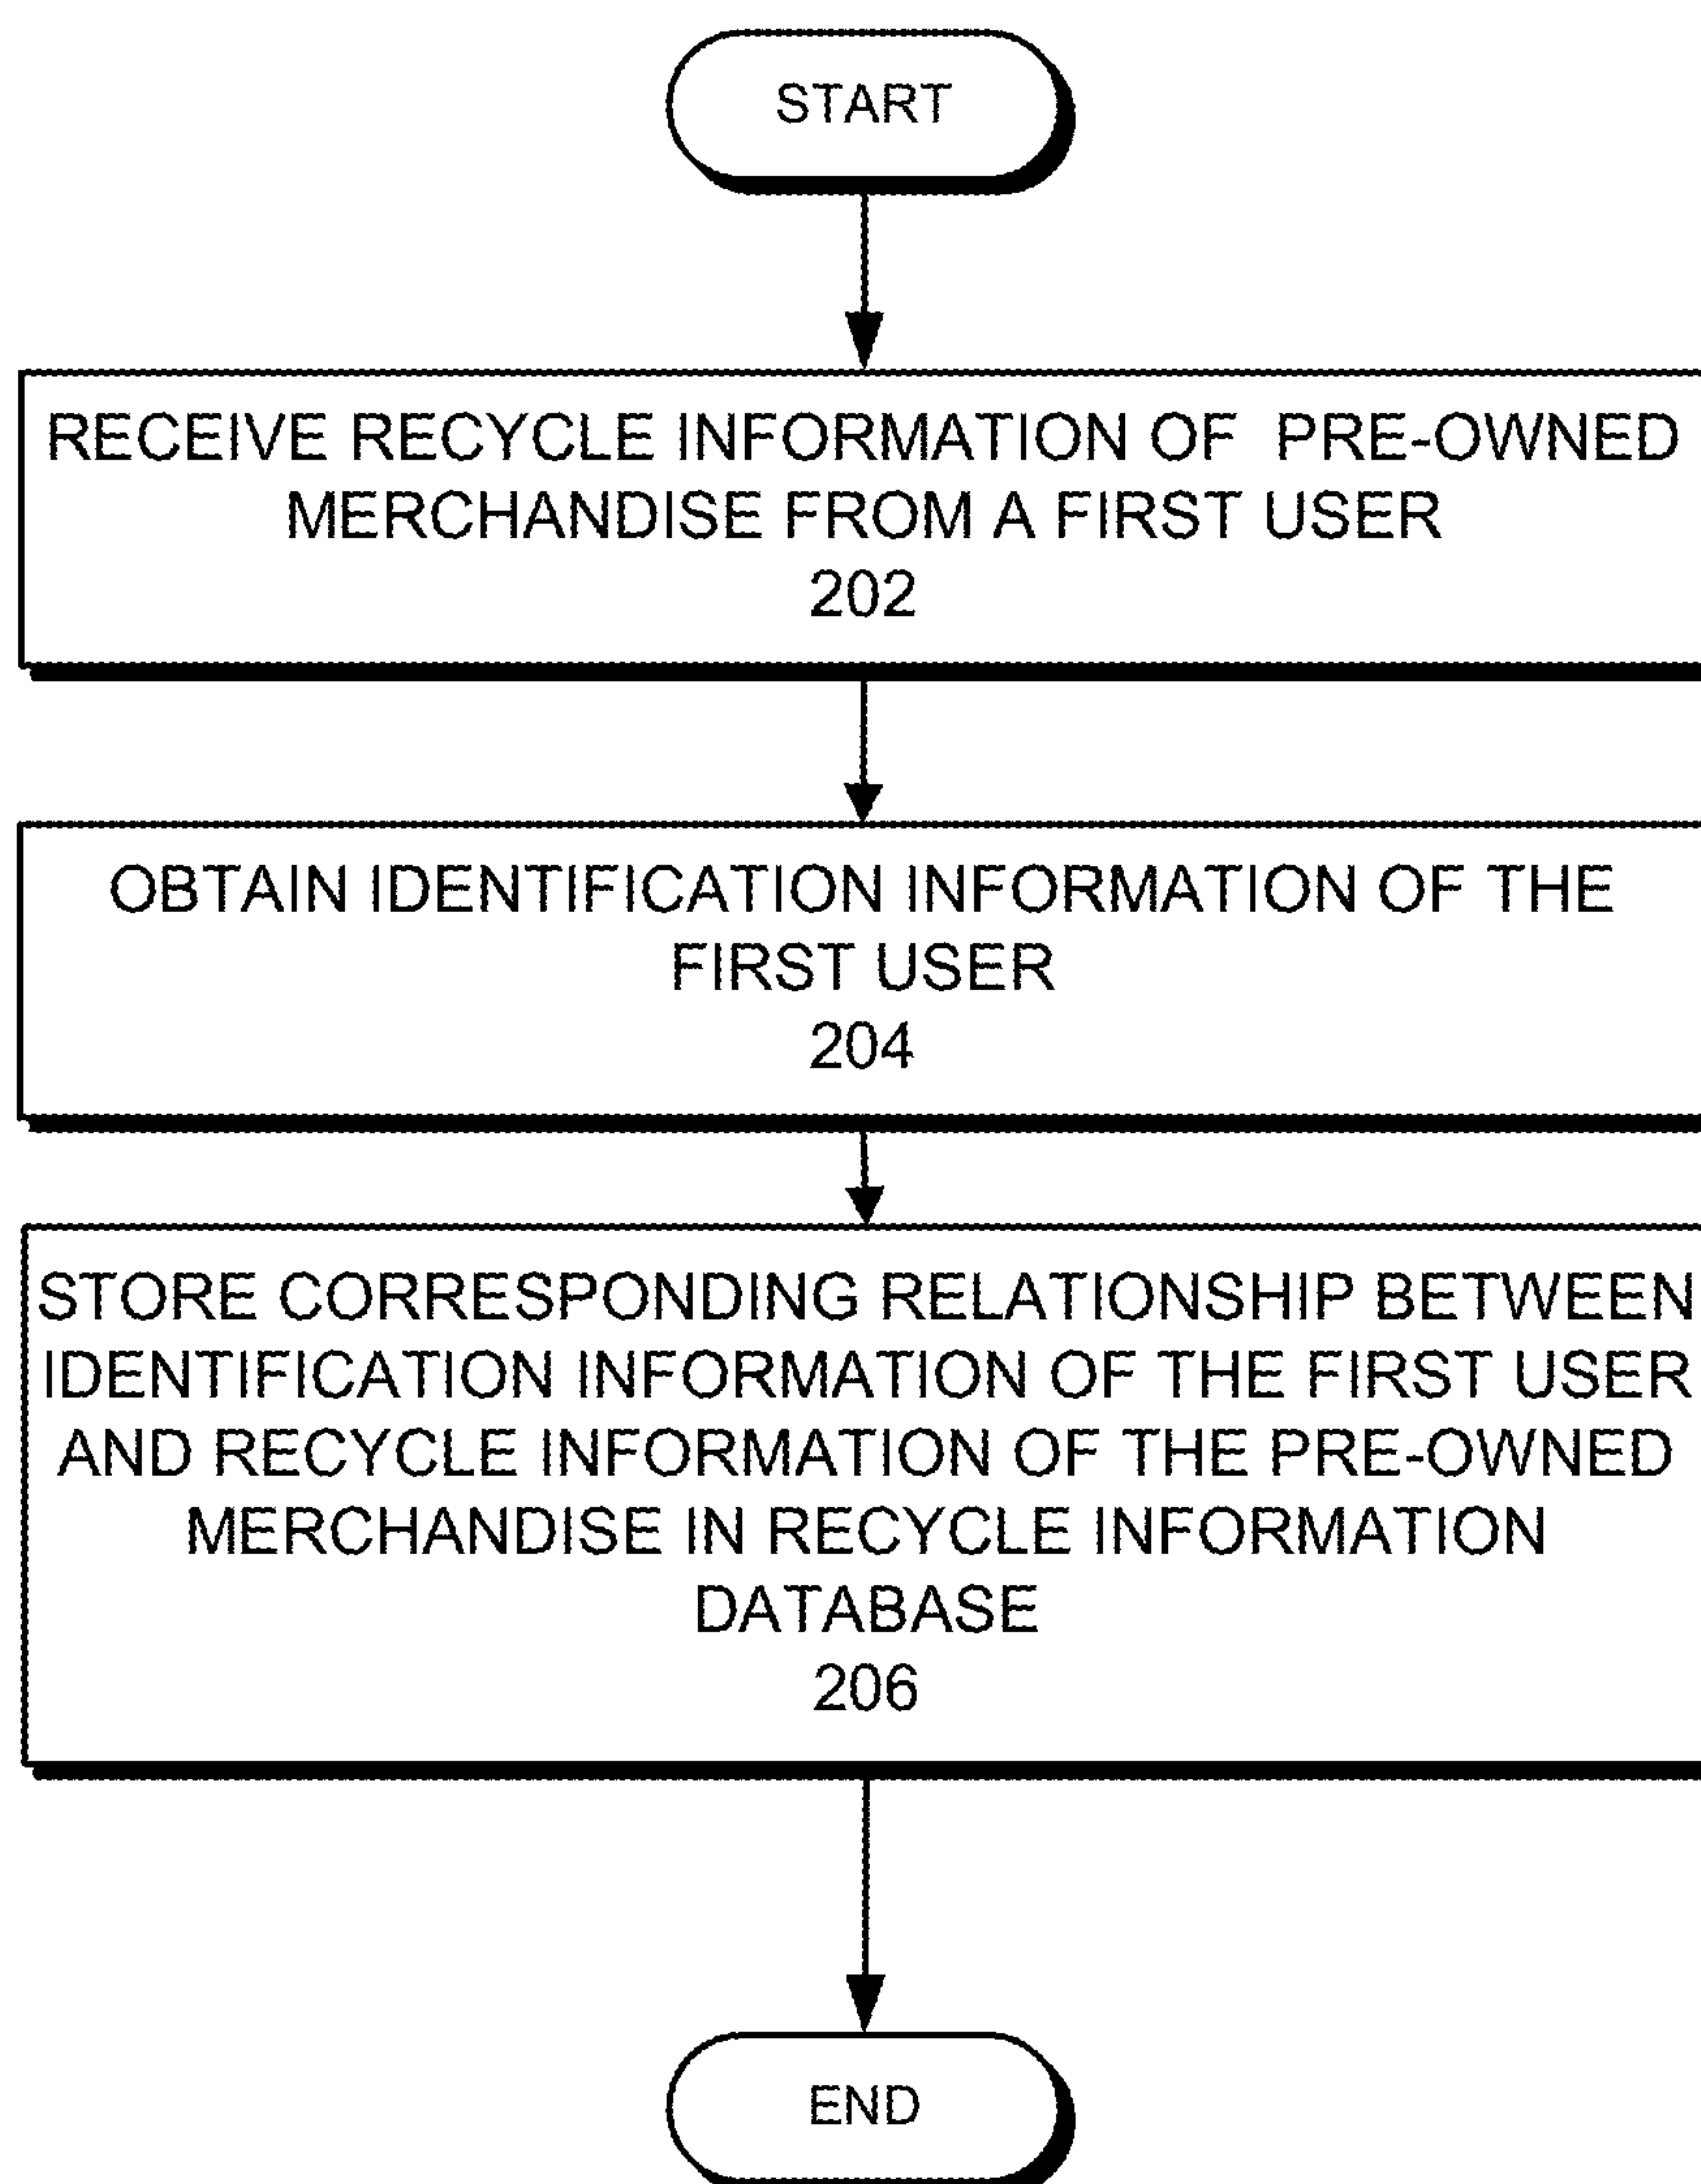 START
RECEIVE RECYCLE INFORMATION OF PRE-OWNED
MERCHANDISE FROM A FIRST USER
202
OBTAIN IDENTIFICATION INFORMATION OF THE
FIRST USER
204
STORE CORRESPONDING RELATIONSHIP BETWEEN
IDENTIFICATION INFORMATION OF THE FIRST USER
AND RECYCLE INFORMATION OF THE PRE-OWNED
MERCHANDISE IN RECYCLE INFORMATION
DATABASE
206
END